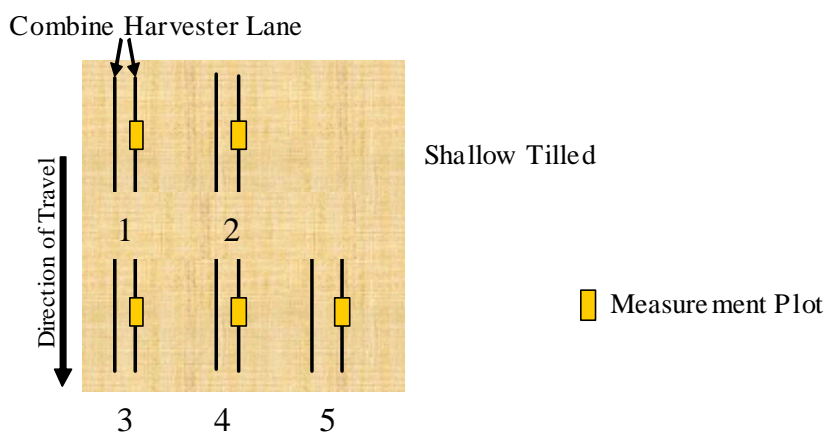 Combine Harvester Lane
Shallow Tilled
Direction of Travel
1 2
Measurement Plot
3 4 5